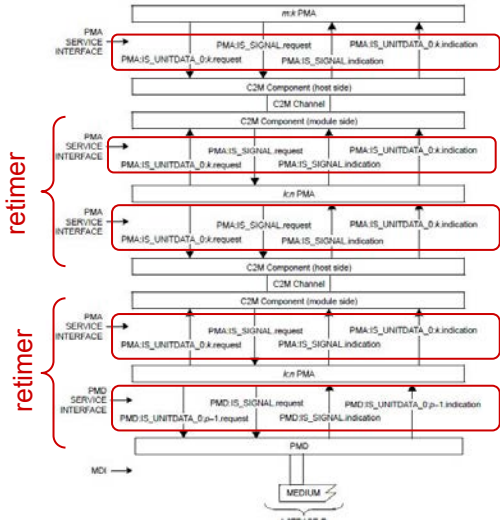 m:k PMA
PMA
SERVICE
INTERFACE
PMA:IS_UNITDATA_0:k.request
PMA:IS_SIGNAL.request
PMA:IS_SIGNAL.indication
PMA:IS_UNITDATA_0:k.indication
C2M Component (host side)
C2M Channel
C2M Component (module side)
retimer
PMA
SERVICE
INTERFACE
PMA:IS_UNITDATA_0:k.request
PMA:IS_SIGNAL.request
PMA:IS_SIGNAL.indication
PMA:IS_UNITDATA_0:k.indication
k:n PMA
PMA
SERVICE
INTERFACE
PMA:IS_UNITDATA_0:k.request
PMA:IS_SIGNAL.request
PMA:IS_SIGNAL.indication
PMA:IS_UNITDATA_0:k.indication
C2M Component (host side)
C2M Channel
C2M Component (module side)
retimer
PMA
SERVICE
INTERFACE
PMA:IS_UNITDATA_0:k.request
PMA:IS_SIGNAL.request
PMA:IS_SIGNAL.indication
PMA:IS_UNITDATA_0:k.indication
k:n PMA
PMD
SERVICE
INTERFACE
PMD:IS_UNITDATA_0:p−1.request
PMD:IS_SIGNAL.request
PMD:IS_SIGNAL.indication
PMD:IS_UNITDATA_0:p−1.indication
PMD
MDI
MEDIUM